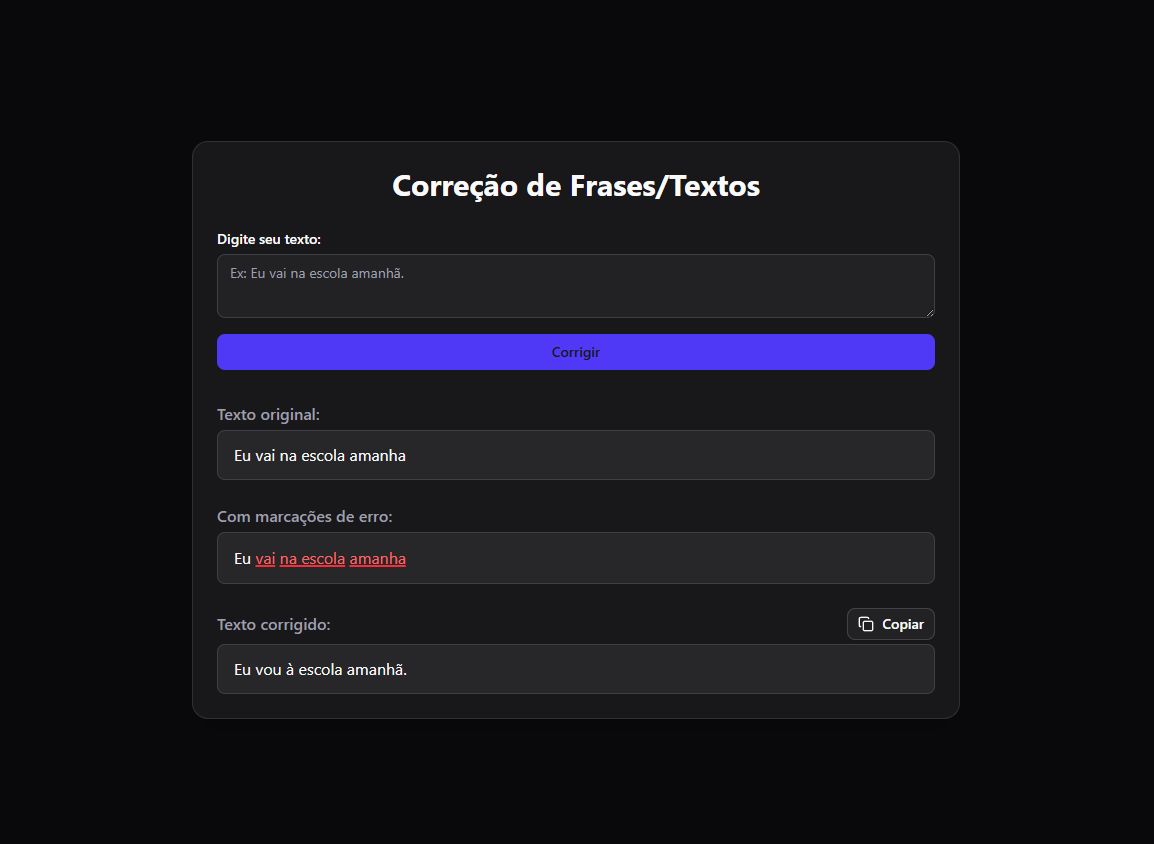 Correção de Frases/Textos
Digite seu texto:
Ex: Eu vai na escola amanhã.
Corrigir
Texto original:
Eu vai na escola amanha
Com marcações de erro:
Eu vai na escola amanha
Texto corrigido:
Copiar
Eu vou à escola amanhã.